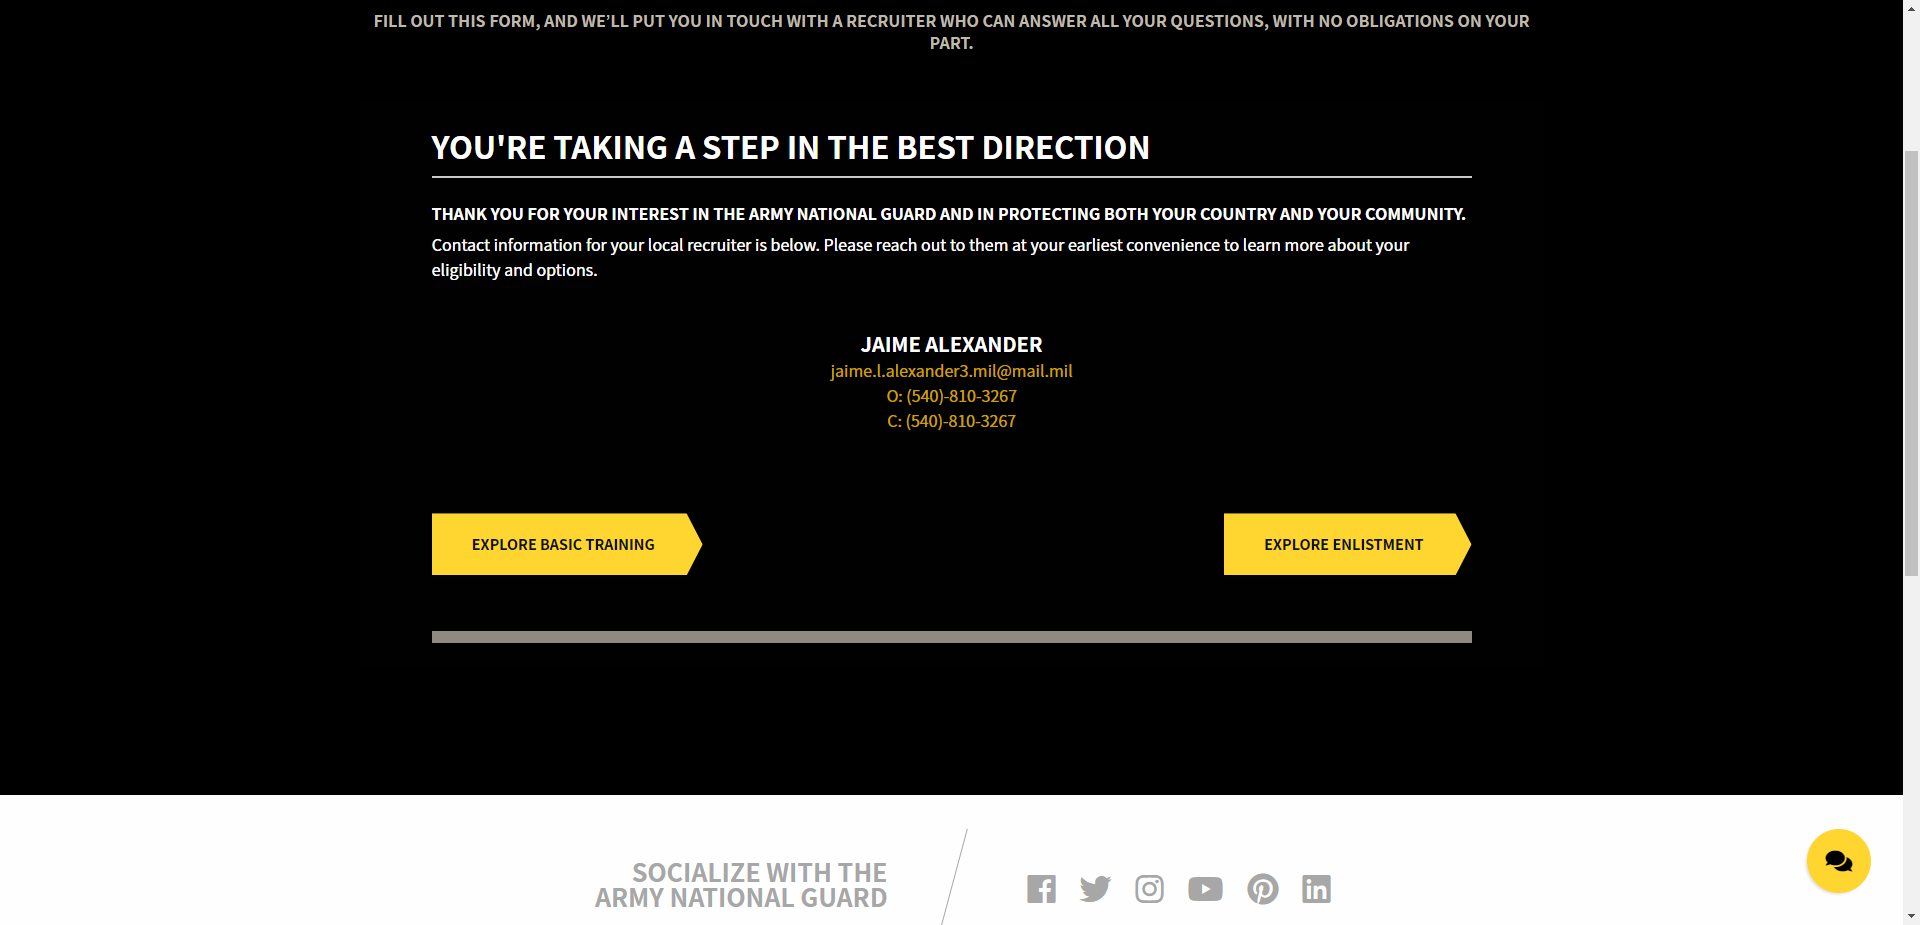 FILL OUT THIS FORM, AND WE’LL PUT YOU IN TOUCH WITH A RECRUITER WHO CAN ANSWER ALL YOUR QUESTIONS, WITH NO OBLIGATIONS ON YOUR
PART.
YOU'RE TAKING A STEP IN THE BEST DIRECTION
THANK YOU FOR YOUR INTEREST IN THE ARMY NATIONAL GUARD AND IN PROTECTING BOTH YOUR COUNTRY AND YOUR COMMUNITY.
Contact information for your local recruiter is below. Please reach out to them at your earliest convenience to learn more about your
eligibility and options.
JAIME ALEXANDER
jaime.l.alexander3.mil@mail.mil
O: (540)-810-3267
C: (540)-810-3267
EXPLORE BASIC TRAINING
EXPLORE ENLISTMENT
SOCIALIZE WITH THE
ARMY NATIONAL GUARD